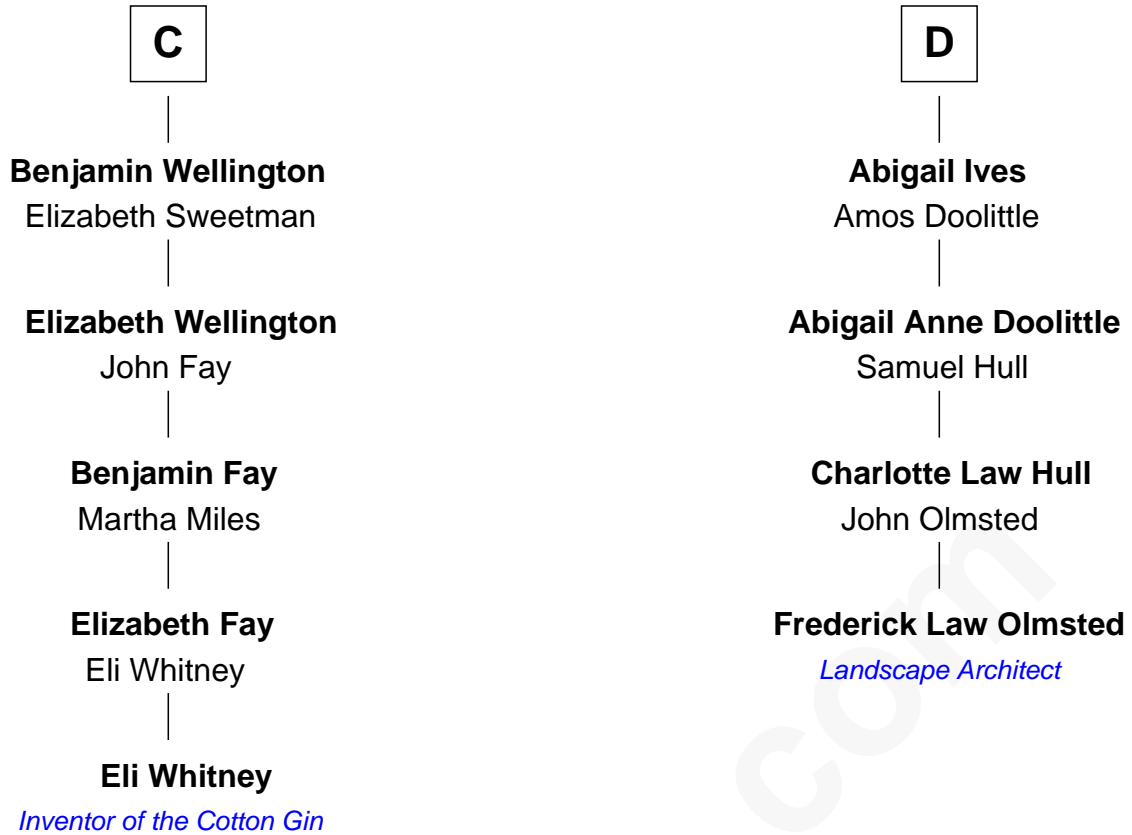 C
Benjamin Wellington
Elizabeth Sweetman
Elizabeth Wellington
John Fay
Benjamin Fay
Martha Miles
Elizabeth Fay
Eli Whitney
Eli Whitney
Inventor of the Cotton Gin
D
Abigail Ives
Amos Doolittle
Abigail Anne Doolittle
Samuel Hull
Charlotte Law Hull
John Olmsted
Frederick Law Olmsted
Landscape Architect
com